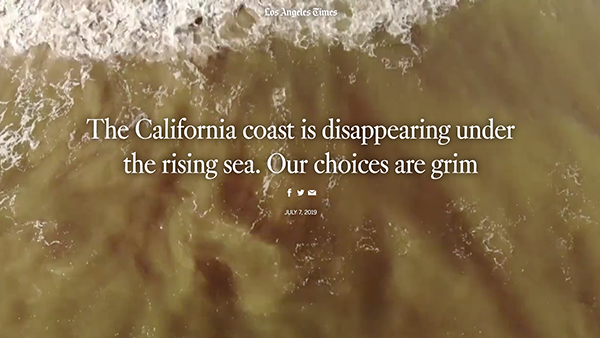 Los Angeles Times
The California coast is disappearing under
the rising sea. Our choices are grim
JULY 7, 2019